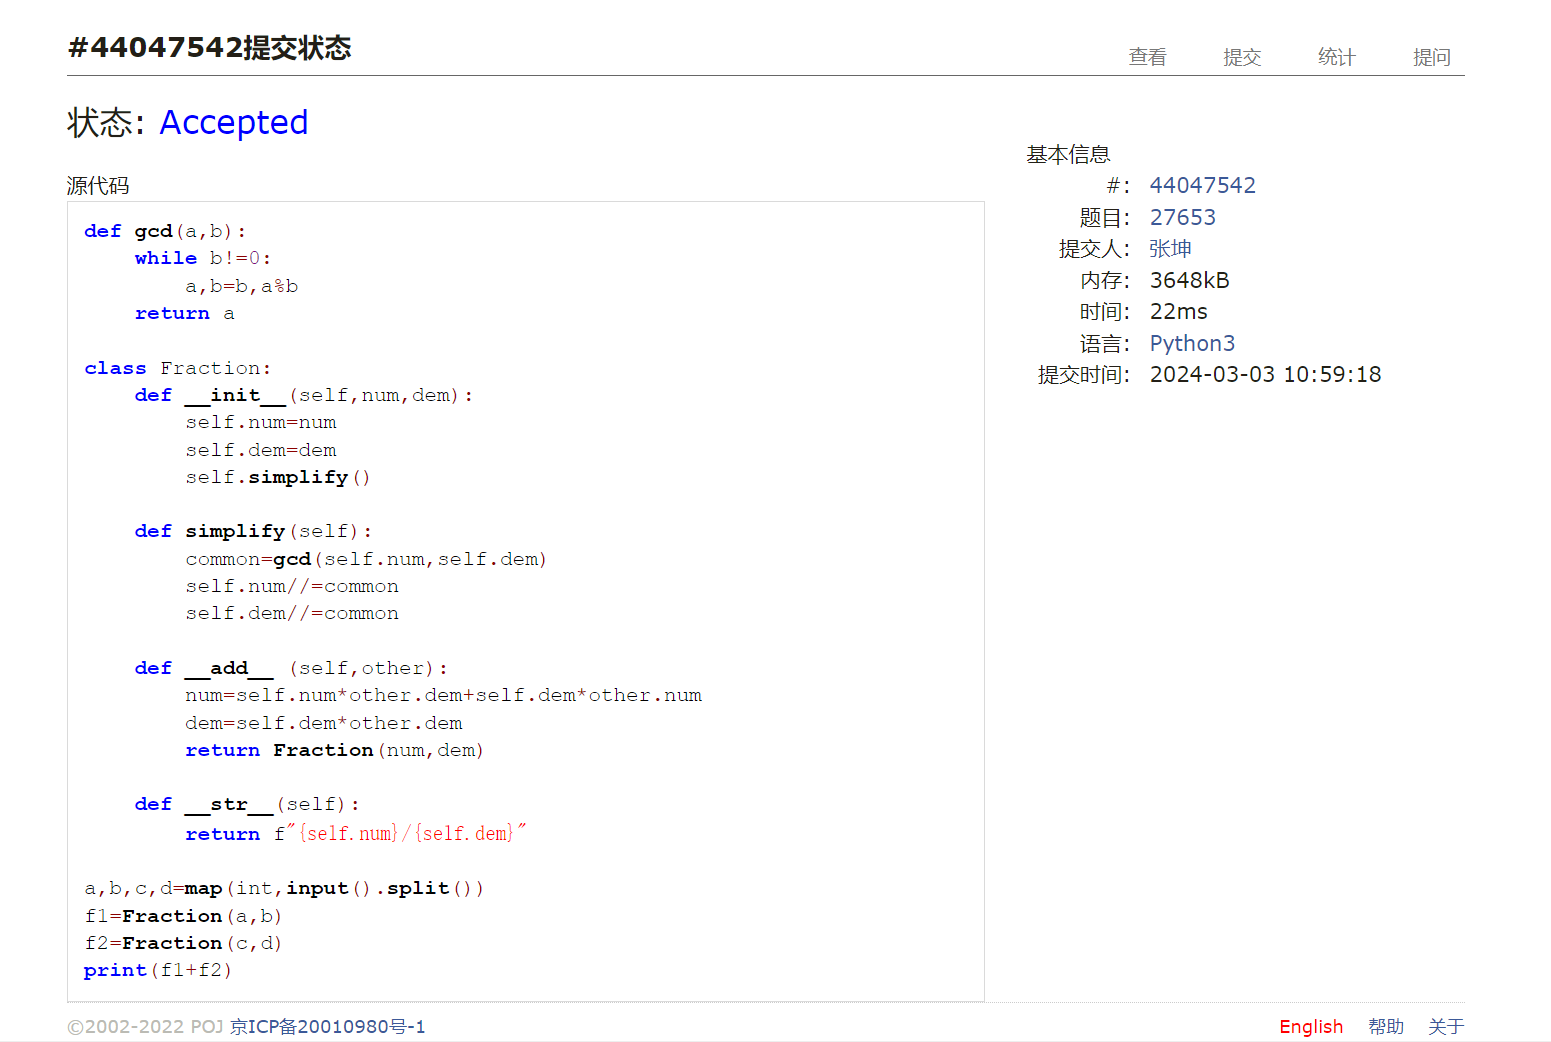 #44047542提交状态
查看 提交 统计 提问
状态: Accepted
源代码
def gcd(a,b):
    while b!=0:
        a,b=b,a%b
    return a

class Fraction:
    def __init__(self,num,dem):
        self.num=num
        self.dem=dem
        self.simplify()

    def simplify(self):
        common=gcd(self.num,self.dem)
        self.num//=common
        self.dem//=common

    def __add__ (self,other):
        num=self.num*other.dem+self.dem*other.num
        dem=self.dem*other.dem
        return Fraction(num,dem)

    def __str__(self):
        return f"{self.num}/{self.dem}"

a,b,c,d=map(int,input().split())
f1=Fraction(a,b)
f2=Fraction(c,d)
print(f1+f2)
基本信息
#: 44047542
题目: 27653
提交人: 张坤
内存: 3648kB
时间: 22ms
语言: Python3
提交时间: 2024-03-03 10:59:18
©2002-2022 POJ 京ICP备20010980号-1
English 帮助 关于